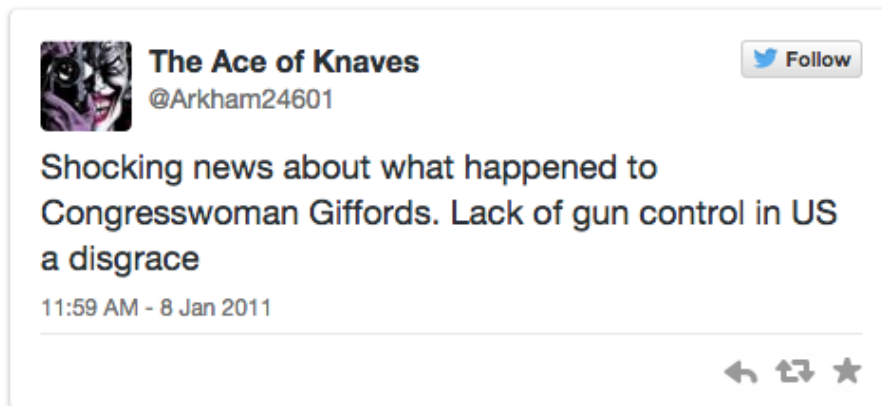 The Ace of Knaves
Follow
@Arkham24601
Shocking news about what happened to
Congresswoman Giffords. Lack of gun control in US
a disgrace
11:59 AM - 8 Jan 2011